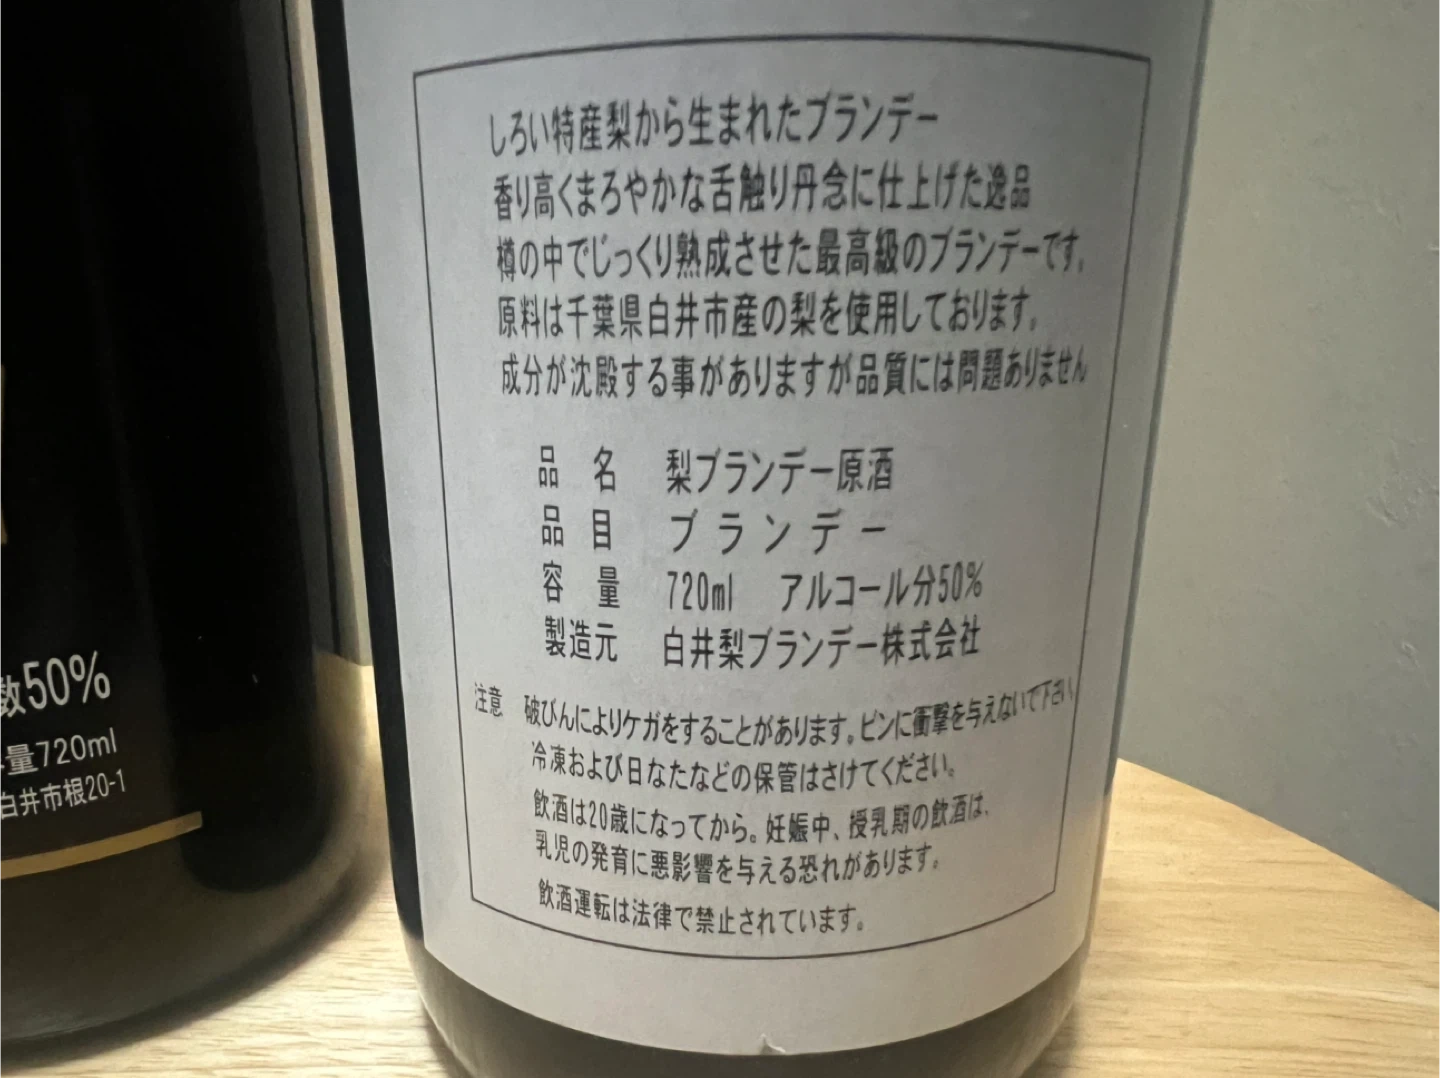 しろい特産梨から生まれたブランデー
香り高くまろやかな舌触り丹念に仕上げた逸品
樽の中でじっくり熟成させた最高級のブランデーです。
原料は千葉県白井市産の梨を使用しております。
成分が沈殿する事がありますが品質には問題ありません
品 名 梨ブランデー原酒
品 目 ブランデー
容 量 720ml アルコール分50%
製造元 白井梨ブランデー株式会社
注意 破びんによりケガをすることがあります。ビンに衝撃を与えないで下さい。
冷凍および日なたなどの保管はさけてください。
飲酒は20歳になってから。妊娠中、授乳期の飲酒は、
乳児の発育に悪影響を与える恐れがあります。
飲酒運転は法律で禁止されています。
数50%
量720ml
白井市根20-1